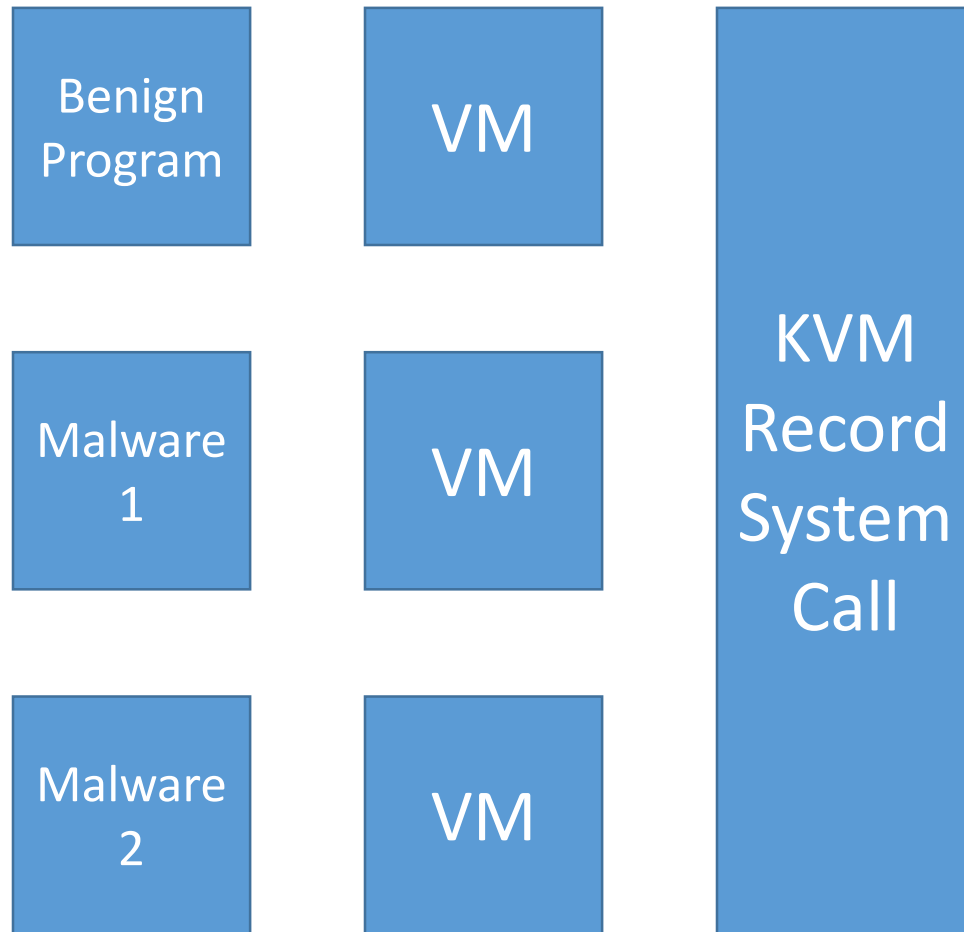 Benign
Program
VM
Malware
1
VM
Malware
2
VM
KVM
Record
System
Call